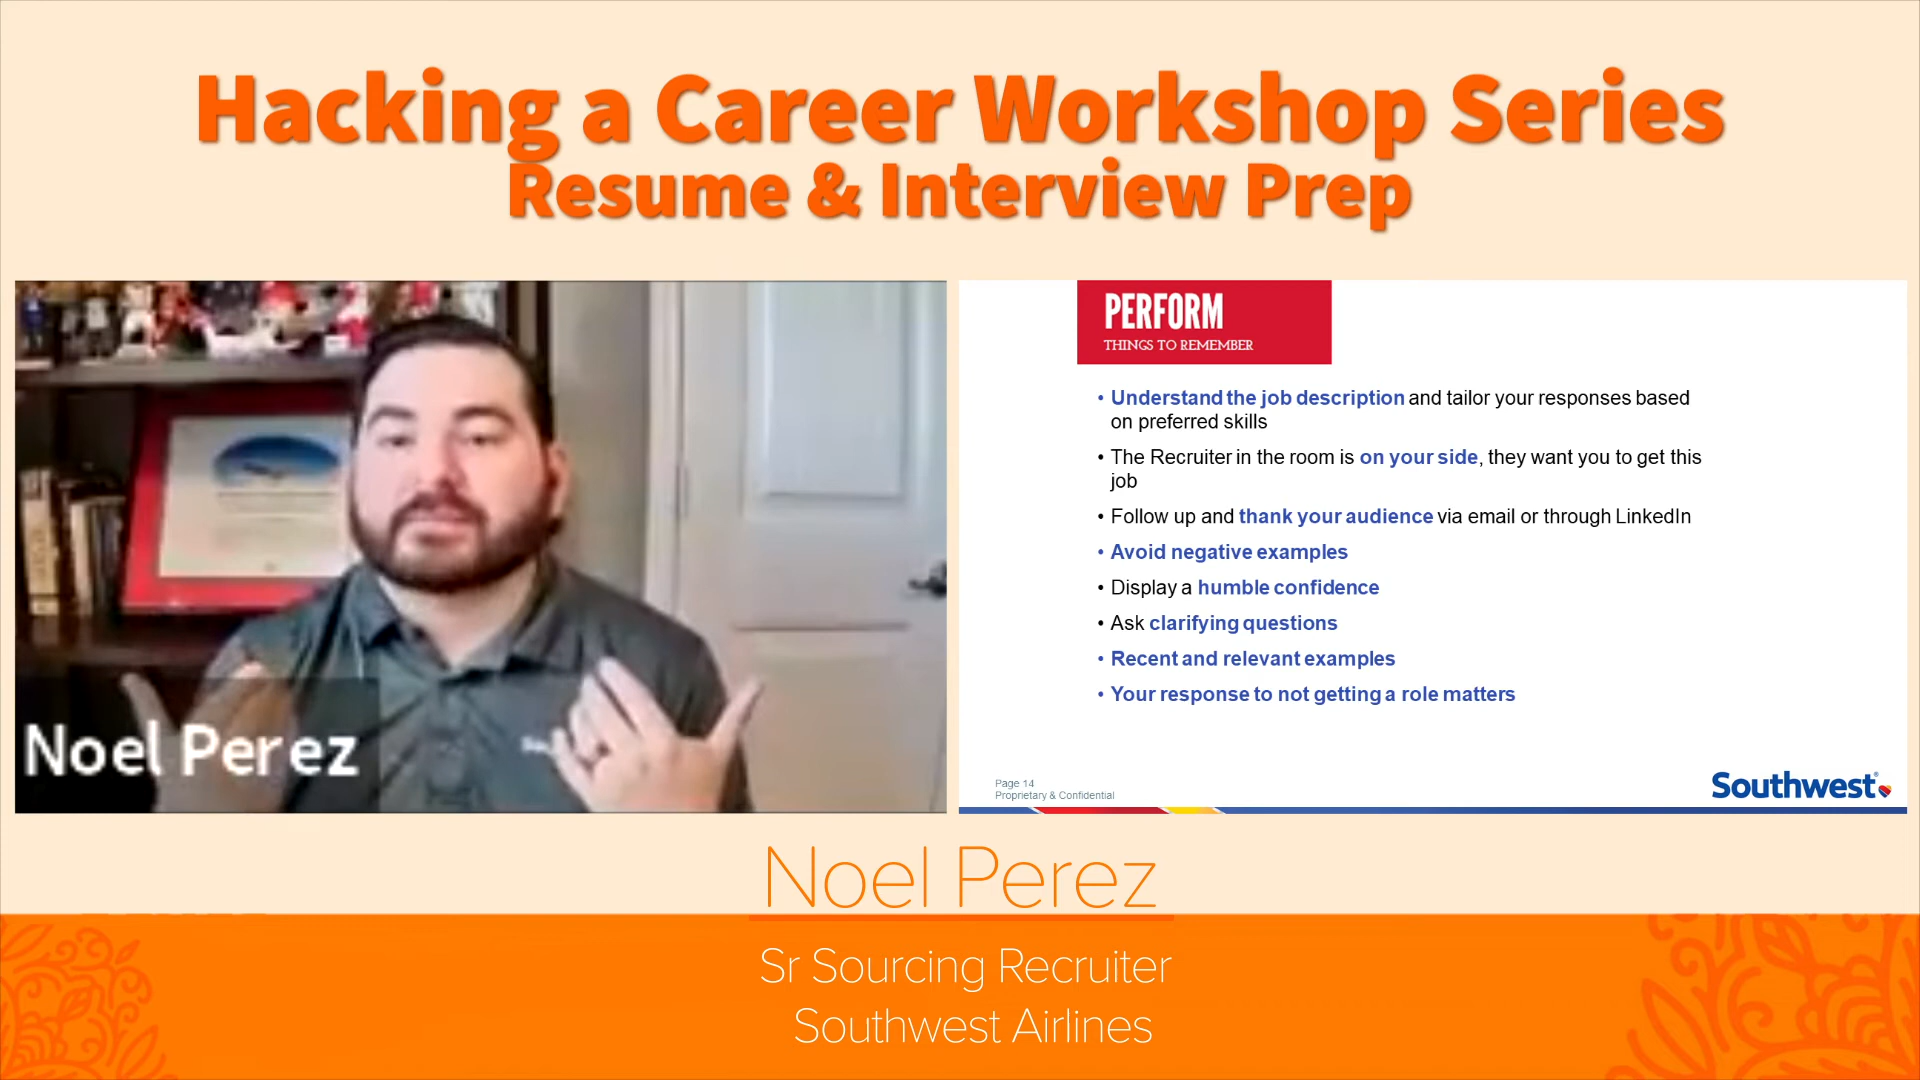 Hacking a Career Workshop Series
Resume & Interview Prep
Noel Perez
PERFORM
THINGS TO REMEMBER
• Understand the job description and tailor your responses based
on preferred skills
• The Recruiter in the room is on your side, they want you to get this
job
• Follow up and thank your audience via email or through LinkedIn
• Avoid negative examples
• Display a humble confidence
• Ask clarifying questions
• Recent and relevant examples
• Your response to not getting a role matters
Page 14
Proprietary & Confidential
Southwest
Noel Perez
Sr Sourcing Recruiter
Southwest Airlines